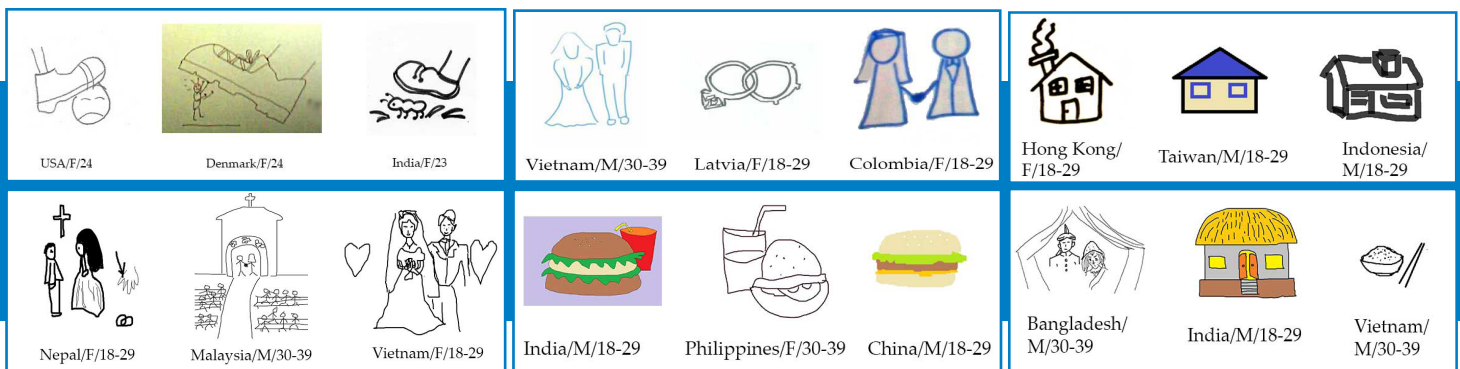 USA/F/24
Denmark/F/24
India/F/23
Vietnam/M/30-39
Latvia/F/18-29
Colombia/F/18-29
Hong Kong/
F/18-29
Taiwan/M/18-29
Indonesia/
M/18-29
Nepal/F/18-29
Malaysia/M/30-39
Vietnam/F/18-29
India/M/18-29
Philippines/F/30-39
China/M/18-29
Bangladesh/
M/30-39
India/M/18-29
Vietnam/
M/30-39